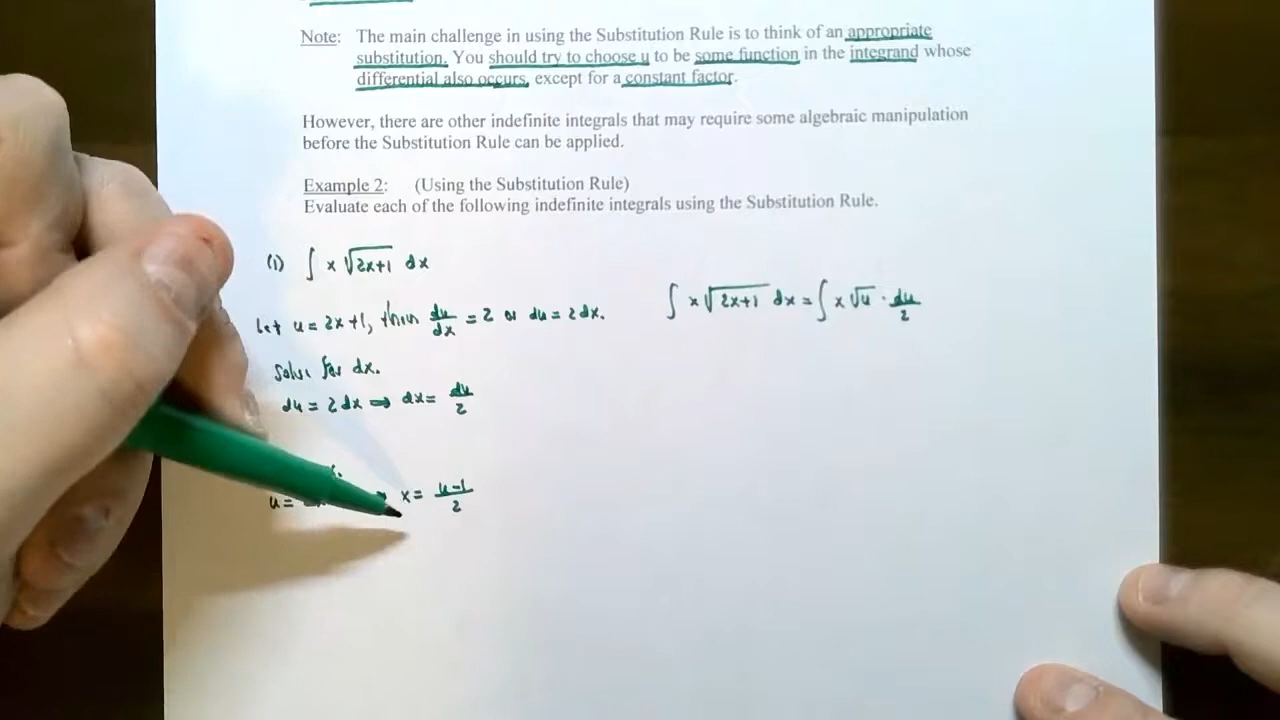 Note: The main challenge in using the Substitution Rule is to think of an appropriate
substitution. You should try to choose u to be some function in the integrand whose
differential also occurs, except for a constant factor.
However, there are other indefinite integrals that may require some algebraic manipulation
before the Substitution Rule can be applied.
Example 2: (Using the Substitution Rule)
Evaluate each of the following indefinite integrals using the Substitution Rule.
(i) ∫ x √(2x+1) dx
Let u = 2x+1, then du/dx = 2 or du = 2dx.
∫ x √(2x+1) dx = ∫ x √u · du/2
Solve for dx.
du = 2dx ⇒ dx = du/2
u = x = (u-1)/2